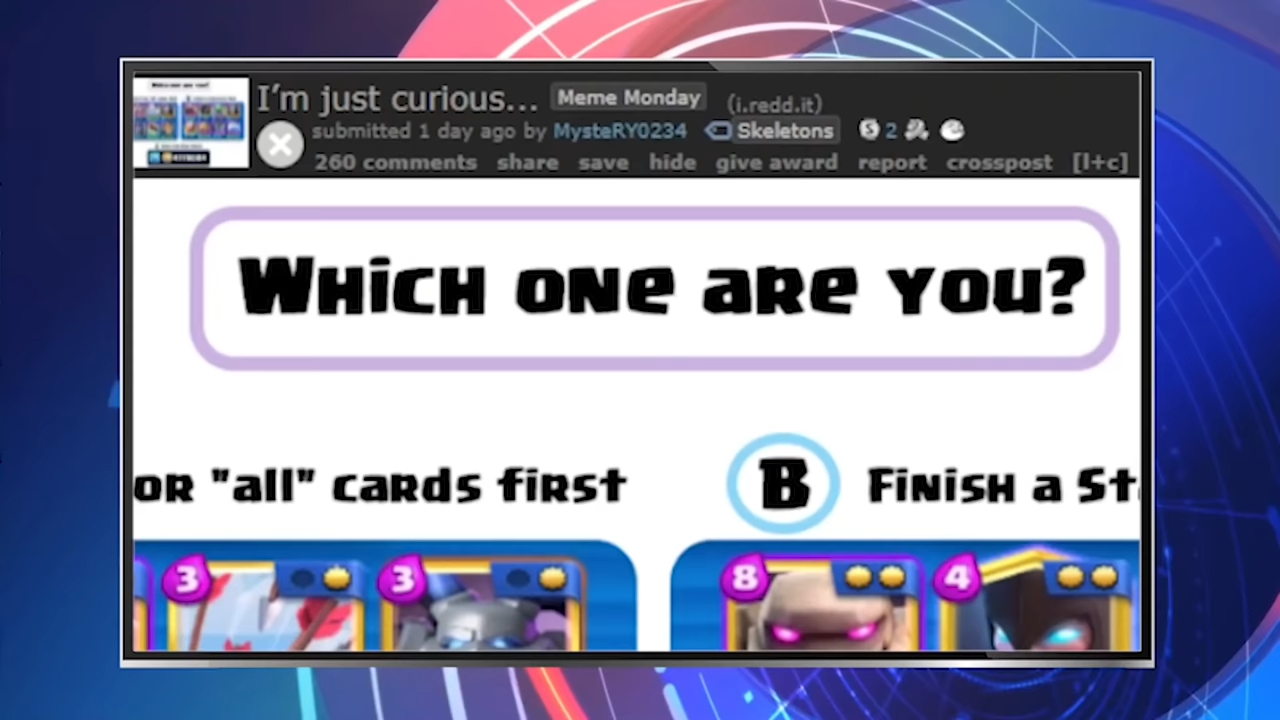 I'm just curious... Meme Monday (i.redd.it)
submitted 1 day ago by MysteRY0234 Skeletons 2
260 comments share save hide give award report crosspost [l+c]
Which one are you?
or "all" cards first
B Finish a St
3 3 8 4